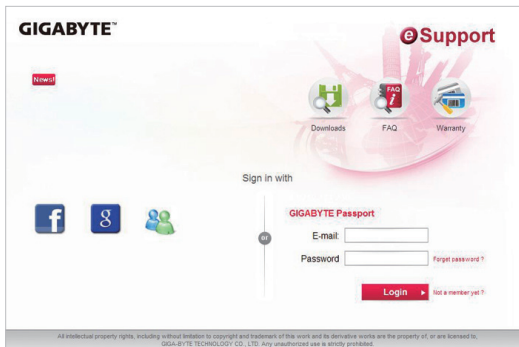 GIGABYTE™
eSupport
News!
FAQ
Downloads
FAQ
Warranty
Sign in with
f
g
or
GIGABYTE Passport
E-mail:
Password
Forget password ?
Login
Not a member yet ?
All intellectual property rights, including without limitation to copyright and trademark of this work and its derivative works are the property of, or are licensed to,
GIGA-BYTE TECHNOLOGY CO., LTD. Any unauthorized use is strictly prohibited.